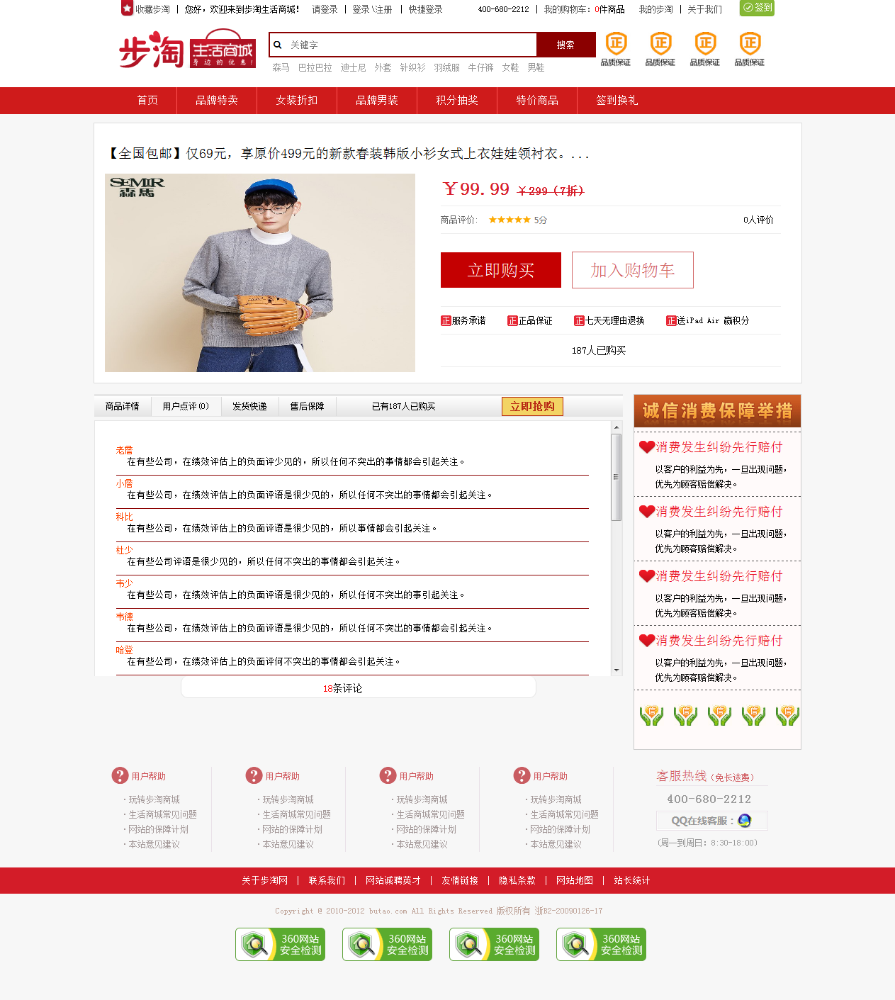 收藏步淘 | 您好，欢迎来到步淘生活商城！ 请登录 | 登录\注册 | 快捷登录 400-680-2212 | 我的购物车：0件商品 我的步淘 | 关于我们 签到
步淘 生活商城 身边的优惠！
关键字 搜索
森马 巴拉巴拉 迪士尼 外套 针织衫 羽绒服 牛仔裤 女鞋 男鞋
正 正 正 正
品质保证 品质保证 品质保证 品质保证
首页 品牌特卖 女装折扣 品牌男装 积分抽奖 特价商品 签到换礼
【全国包邮】仅69元，享原价499元的新款春装韩版小衫女式上衣娃娃领衬衣。...
SEMIR
森馬
￥99.99 ￥299（7折）
商品评价： ★★★★★ 5分 0人评价
立即购买 加入购物车
正服务承诺 正正品保证 正七天无理由退换 正送iPad Air 赢积分
187人已购买
商品详情 用户点评(0) 发货快递 售后保障 已有187人已购买 立即抢购
老詹
在有些公司，在绩效评估上的负面评少见的，所以任何不突出的事情都会引起关注。
小詹
在有些公司，在绩效评估上的负面评语是很少见的，所以任何不突出的事情都会引起关注。
科比
在有些公司，在绩效评估上的负面评语是很少见的，所以事情都会引起关注。
杜少
在有些公司评语是很少见的，所以任何不突出的事情都会引起关注。
韦少
在有些公司，在绩效评估上的负面评语是很少见的，所以任何不突出的事引起关注。
韦德
在有些公司，在绩效评估上的负面评语是很少见的，所以任何不突出的事情都会引起关注。
哈登
在有些公司，在绩效评估上的负面评何不突出的事情都会引起关注。
18条评论
诚信消费保障举措
消费发生纠纷先行赔付
以客户的利益为先，一旦出现问题，
优先为顾客赔偿解决。
消费发生纠纷先行赔付
以客户的利益为先，一旦出现问题，
优先为顾客赔偿解决。
消费发生纠纷先行赔付
以客户的利益为先，一旦出现问题，
优先为顾客赔偿解决。
消费发生纠纷先行赔付
以客户的利益为先，一旦出现问题，
优先为顾客赔偿解决。
信 信 信 信 信
? 用户帮助 ? 用户帮助 ? 用户帮助 ? 用户帮助
·玩转步淘商城 ·玩转步淘商城 ·玩转步淘商城 ·玩转步淘商城
·生活商城常见问题 ·生活商城常见问题 ·生活商城常见问题 ·生活商城常见问题
·网站的保障计划 ·网站的保障计划 ·网站的保障计划 ·网站的保障计划
·本站意见建议 ·本站意见建议 ·本站意见建议 ·本站意见建议
客服热线（免长途费）
400-680-2212
QQ在线客服：
(周一到周日：8:30-18:00)
关于步淘网 | 联系我们 | 网站诚聘英才 | 友情链接 | 隐私条款 | 网站地图 | 站长统计
Copyright @ 2010-2012 butao.com All Rights Reserved 版权所有 浙B2-20090126-17
360网站 360网站 360网站 360网站
安全检测 安全检测 安全检测 安全检测